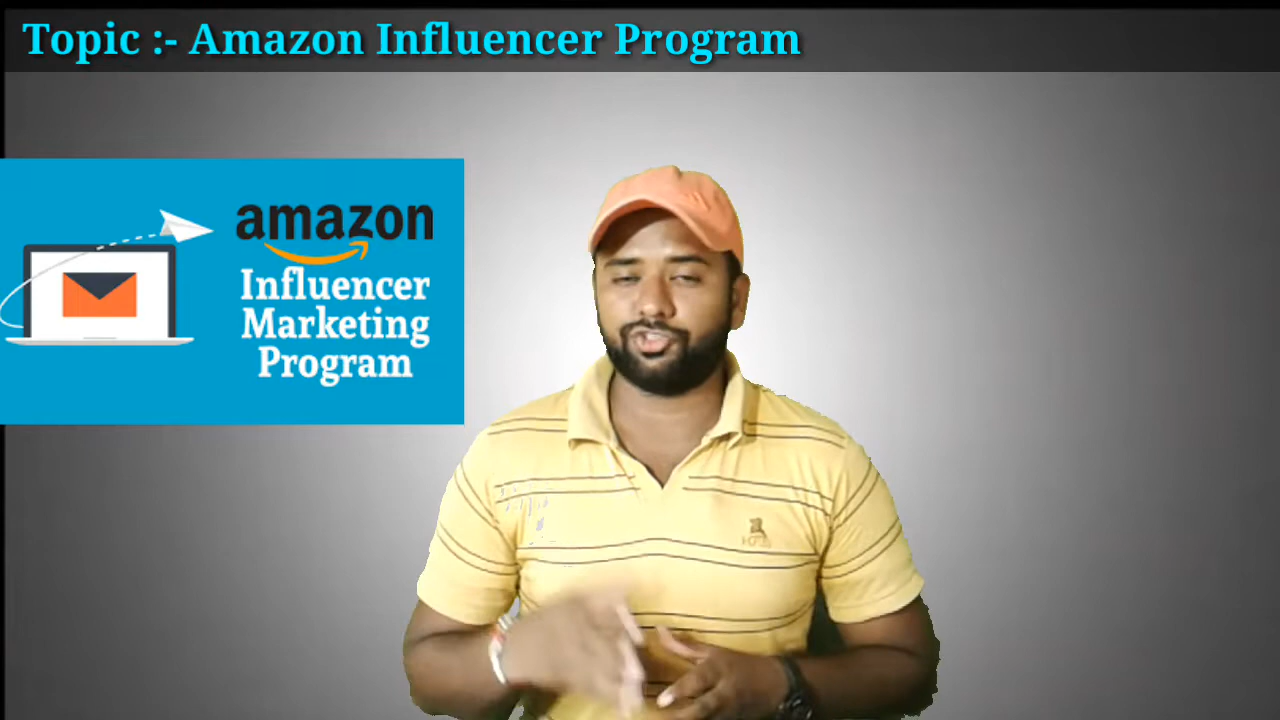 Topic :- Amazon Influencer Program
amazon
Influencer
Marketing
Program